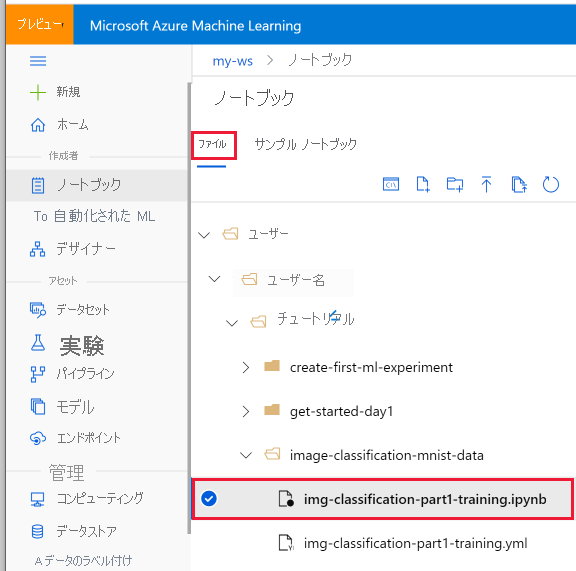 プレビュー
Microsoft Azure Machine Learning
my-ws > ノートブック
新規
ホーム
作成者
ノートブック
To 自動化された ML
デザイナー
アセット
データセット
実験
パイプライン
モデル
エンドポイント
管理
コンピューティング
データストア
Aデータのラベル付け
ノートブック
ファイル サンプル ノートブック
ユーザー
ユーザー名
チュートリアル
create-first-ml-experiment
get-started-day1
image-classification-mnist-data
img-classification-part1-training.ipynb
img-classification-part1-training.yml